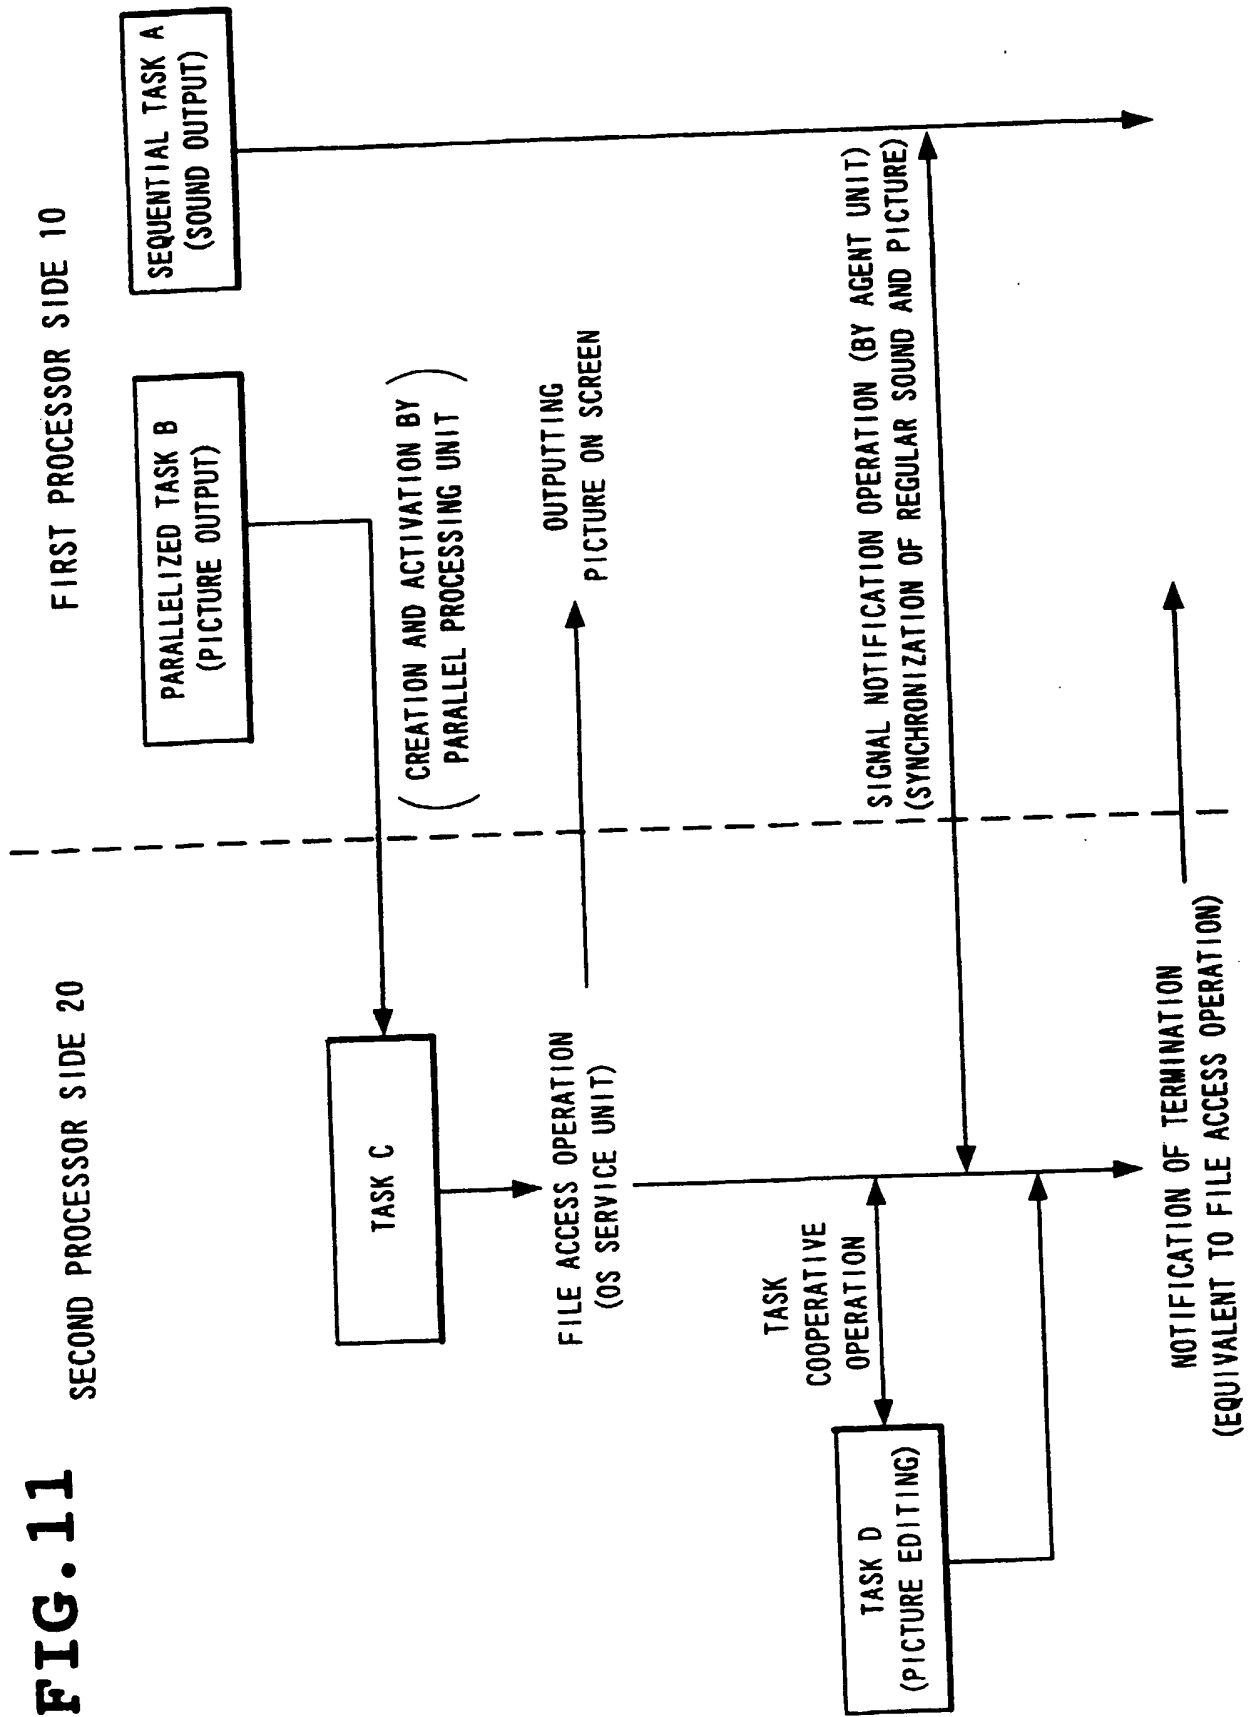 FIG.11
SECOND PROCESSOR SIDE 20
FIRST PROCESSOR SIDE 10
PARALLELIZED TASK B
(PICTURE OUTPUT)
SEQUENTIAL TASK A
(SOUND OUTPUT)
TASK C
(CREATION AND ACTIVATION BY
PARALLEL PROCESSING UNIT)
FILE ACCESS OPERATION
(OS SERVICE UNIT)
OUTPUTTING
PICTURE ON SCREEN
TASK
COOPERATIVE
OPERATION
TASK D
(PICTURE EDITING)
SIGNAL NOTIFICATION OPERATION (BY AGENT UNIT)
(SYNCHRONIZATION OF REGULAR SOUND AND PICTURE)
NOTIFICATION OF TERMINATION
(EQUIVALENT TO FILE ACCESS OPERATION)